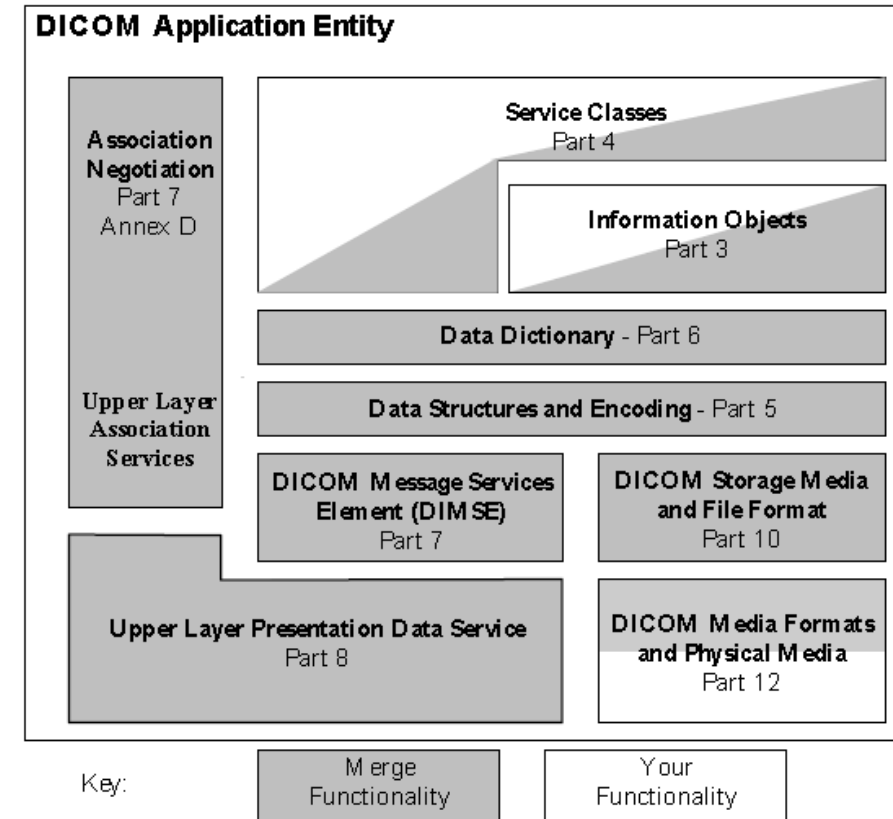 DICOM Application Entity
Association
Negotiation
Part 7
Annex D
Upper Layer
Association
Services
Service Classes
Part 4
Information Objects
Part 3
Data Dictionary - Part 6
Data Structures and Encoding - Part 5
DICOM Message Services
Element (DIMSE)
Part 7
DICOM Storage Media
and File Format
Part 10
Upper Layer Presentation Data Service
Part 8
DICOM Media Formats
and Physical Media
Part 12
Key:
Merge
Functionality
Your
Functionality